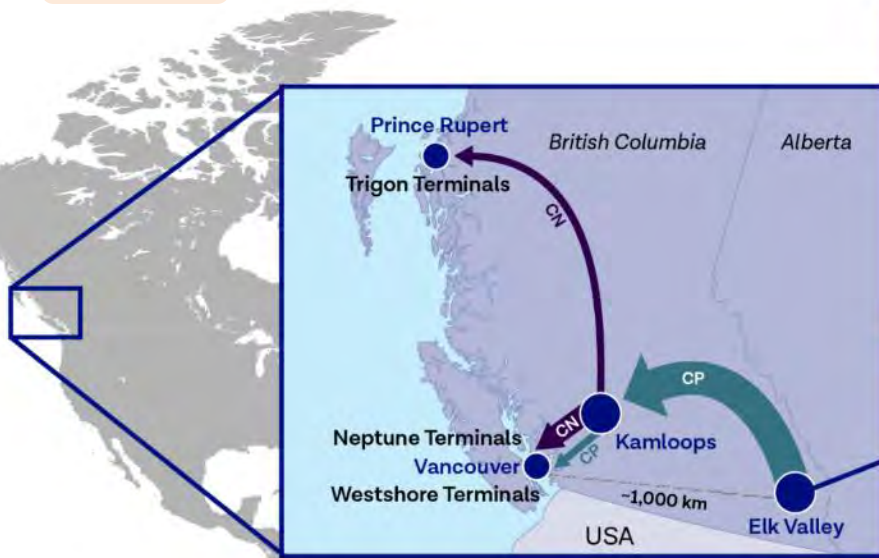 Prince Rupert
British Columbia
Alberta
Trigon Terminals
CN
CP
CN
Neptune Terminals
Kamloops
CP
Vancouver
Westshore Terminals
~1,000 km
Elk Valley
USA